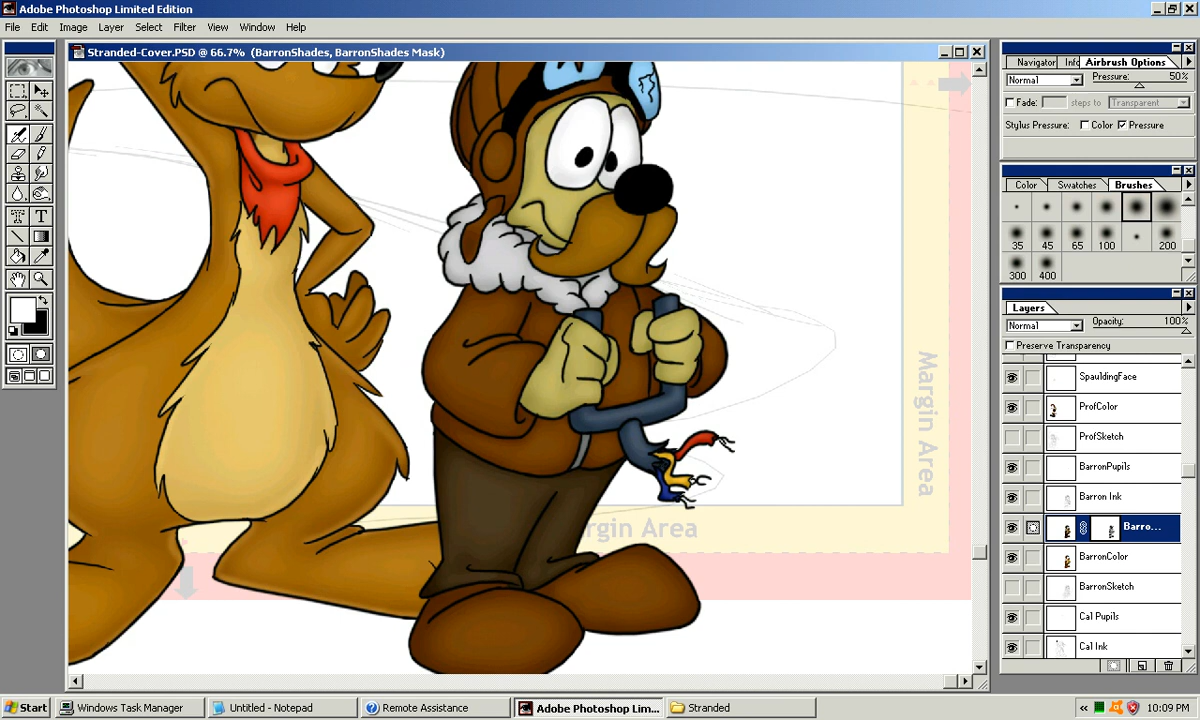 Adobe Photoshop Limited Edition
File Edit Image Layer Select Filter View Window Help
Stranded-Cover.PSD @ 66.7% (BarronShades, BarronShades Mask)
Margin Area
rgin Area
Navigator Info Airbrush Options
Normal Pressure: 50%
Fade: steps to Transparent
Stylus Pressure: Color Pressure
Color Swatches Brushes
35 45 65 100 200
300 400
Layers
Normal Opacity: 100%
Preserve Transparency
SpauldingFace
ProfColor
ProfSketch
BarronPupils
Barron Ink
Barro...
BarronColor
BarronSketch
Cal Pupils
Cal Ink
Start Windows Task Manager Untitled - Notepad Remote Assistance Adobe Photoshop Lim... Stranded « 10:09 PM